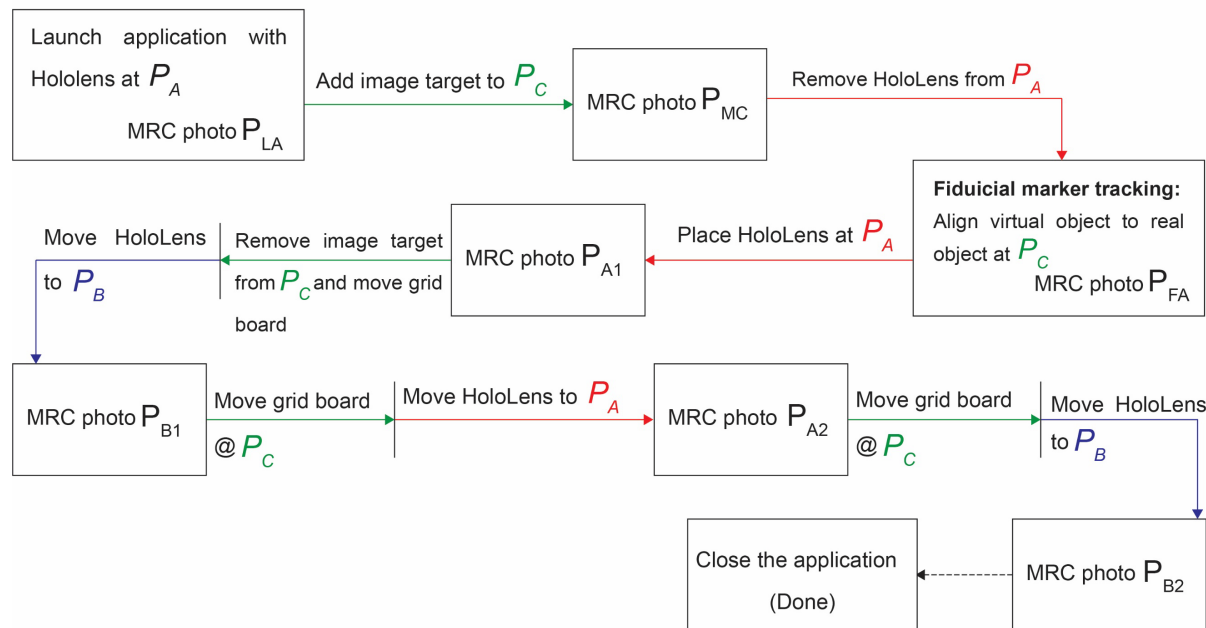 Launch application with
Hololens at P_A
MRC photo P_LA
Add image target to P_C
MRC photo P_MC
Remove HoloLens from P_A
Fiduicial marker tracking:
Align virtual object to real
object at P_C
MRC photo P_FA
Place HoloLens at P_A
MRC photo P_A1
Remove image target
from P_C and move grid
board
Move HoloLens
to P_B
MRC photo P_B1
Move grid board
@ P_C
Move HoloLens to P_A
MRC photo P_A2
Move grid board
@ P_C
Move HoloLens
to P_B
MRC photo P_B2
Close the application
(Done)